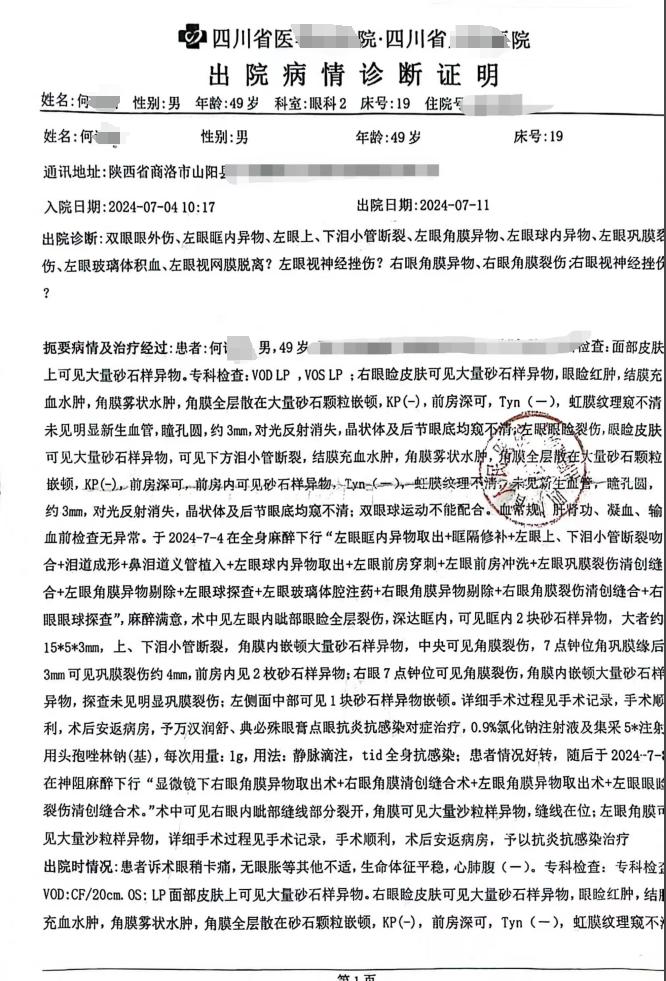 四川省医 院·四川省 医院
出院病情诊断证明
姓名:何 性别:男 年龄:49岁 科室:眼科2 床号:19 住院号
姓名:何 性别:男 年龄:49岁 床号:19
通讯地址:陕西省商洛市山阳县
入院日期:2024-07-04 10:17 出院日期:2024-07-11
出院诊断:双眼眼外伤、左眼眶内异物、左眼上、下泪小管断裂、左眼角膜异物、左眼球内异物、左眼巩膜裂
伤、左眼玻璃体积血、左眼视网膜脱离？左眼视神经挫伤？右眼角膜异物、右眼角膜裂伤;右眼视神经挫伤
？
扼要病情及治疗经过:患者:何 男,49岁 检查:面部皮肤
上可见大量砂石样异物。专科检查:VOD LP ,VOS LP ;右眼睑皮肤可见大量砂石样异物,眼睑红肿,结膜充
血水肿,角膜雾状水肿,角膜全层散在大量砂石颗粒嵌顿,KP(-),前房深可,Tyn（—）,虹膜纹理窥不清
未见明显新生血管,瞳孔圆,约3mm,对光反射消失,晶状体及后节眼底均窥不清;左眼眼睑裂伤,眼睑皮肤
可见大量砂石样异物,可见下方泪小管断裂,结膜充血水肿,角膜雾状水肿,角膜全层散在大量砂石颗粒
嵌顿,KP(-),前房深可,前房内可见砂石样异物,Tyn（—）,虹膜纹理不清,未见新生血管,瞳孔圆,
约3mm,对光反射消失,晶状体及后节眼底均窥不清;双眼球运动不能配合。血常规、肝肾功、凝血、输
血前检查无异常。于2024-7-4在全身麻醉下行“左眼眶内异物取出+眶隔修补+左眼上、下泪小管断裂吻
合+泪道成形+鼻泪道义管植入+左眼球内异物取出+左眼前房穿刺+左眼前房冲洗+左眼巩膜裂伤清创缝
合+左眼角膜异物剔除+左眼球探查+左眼玻璃体腔注药+右眼角膜异物剔除+右眼角膜裂伤清创缝合+右
眼眼球探查”,麻醉满意,术中见左眼内眦部眼睑全层裂伤,深达眶内,可见眶内2块砂石样异物,大者约
15*5*3mm,上、下泪小管断裂,角膜内嵌顿大量砂石样异物,中央可见角膜裂伤,7点钟位角巩膜缘后
3mm可见巩膜裂伤约4mm,前房内见2枚砂石样异物;右眼7点钟位可见角膜裂伤,角膜内嵌顿大量砂石样
异物,探查未见明显巩膜裂伤;左侧面中部可见1块砂石样异物嵌顿。详细手术过程见手术记录,手术顺
利,术后安返病房,予万汉润舒、典必殊眼膏点眼抗炎抗感染对症治疗,0.9%氯化钠注射液及集采5*注射
用头孢唑林钠(基),每次用量:1g,用法:静脉滴注,tid全身抗感染;患者情况好转,随后于2024-7-8
在神阻麻醉下行“显微镜下右眼角膜异物取出术+右眼角膜清创缝合术+左眼角膜异物取出术+左眼眼睑
裂伤清创缝合术。”术中可见右眼内眦部缝线部分裂开,角膜可见大量沙粒样异物,缝线在位;左眼角膜可
见大量沙粒样异物,详细手术过程见手术记录,手术顺利,术后安返病房,予以抗炎抗感染治疗
出院时情况:患者诉术眼稍卡痛,无眼胀等其他不适,生命体征平稳,心肺腹（—）。专科检查:专科检查
VOD:CF/20cm.OS:LP面部皮肤上可见大量砂石样异物。右眼睑皮肤可见大量砂石样异物,眼睑红肿,结膜
充血水肿,角膜雾状水肿,角膜全层散在砂石颗粒嵌顿,KP(-),前房深可,Tyn（—）,虹膜纹理窥不
第1页